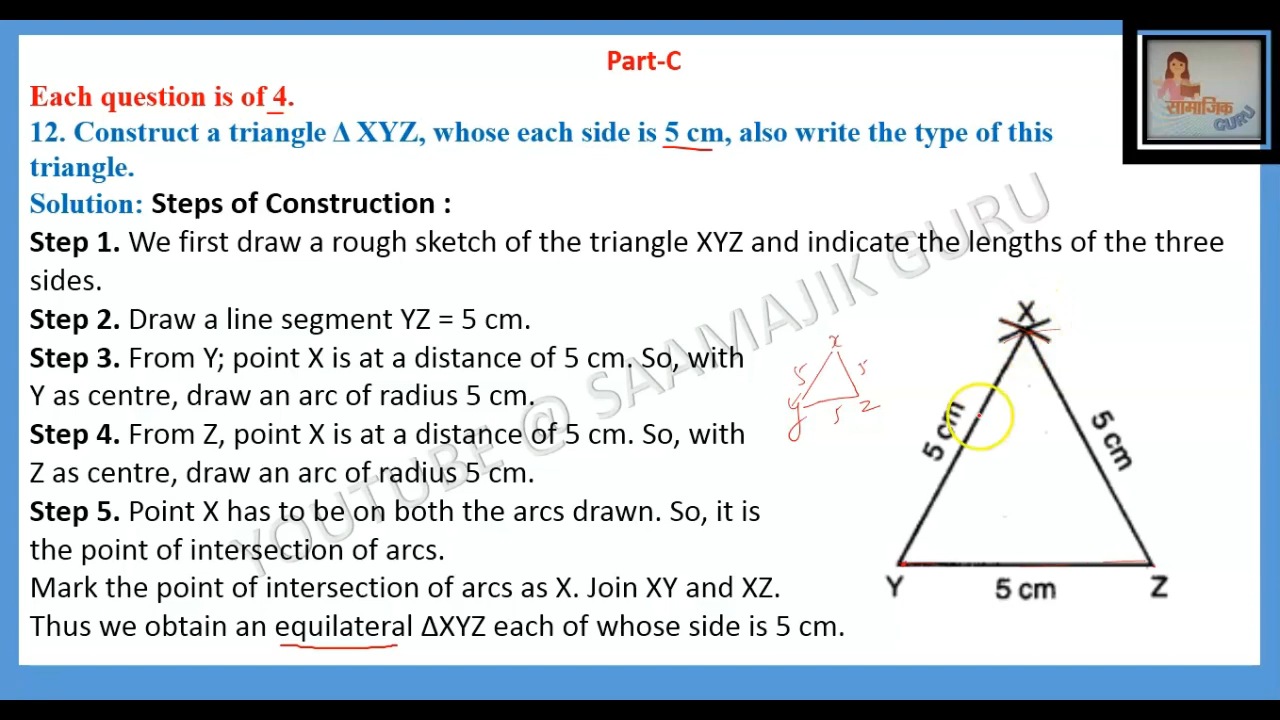 Part-C
सामाजिक
GURU
Each question is of 4.
12. Construct a triangle Δ XYZ, whose each side is 5 cm, also write the type of this
triangle.
Solution: Steps of Construction :
Step 1. We first draw a rough sketch of the triangle XYZ and indicate the lengths of the three
sides.
Step 2. Draw a line segment YZ = 5 cm.
Step 3. From Y; point X is at a distance of 5 cm. So, with
Y as centre, draw an arc of radius 5 cm.
Step 4. From Z, point X is at a distance of 5 cm. So, with
Z as centre, draw an arc of radius 5 cm.
Step 5. Point X has to be on both the arcs drawn. So, it is
the point of intersection of arcs.
Mark the point of intersection of arcs as X. Join XY and XZ.
Thus we obtain an equilateral ΔXYZ each of whose side is 5 cm.
x
5 5
y 5 z
X
5 cm 5 cm
Y 5 cm Z
YOUTUBE @ SAAMAJIK GURU